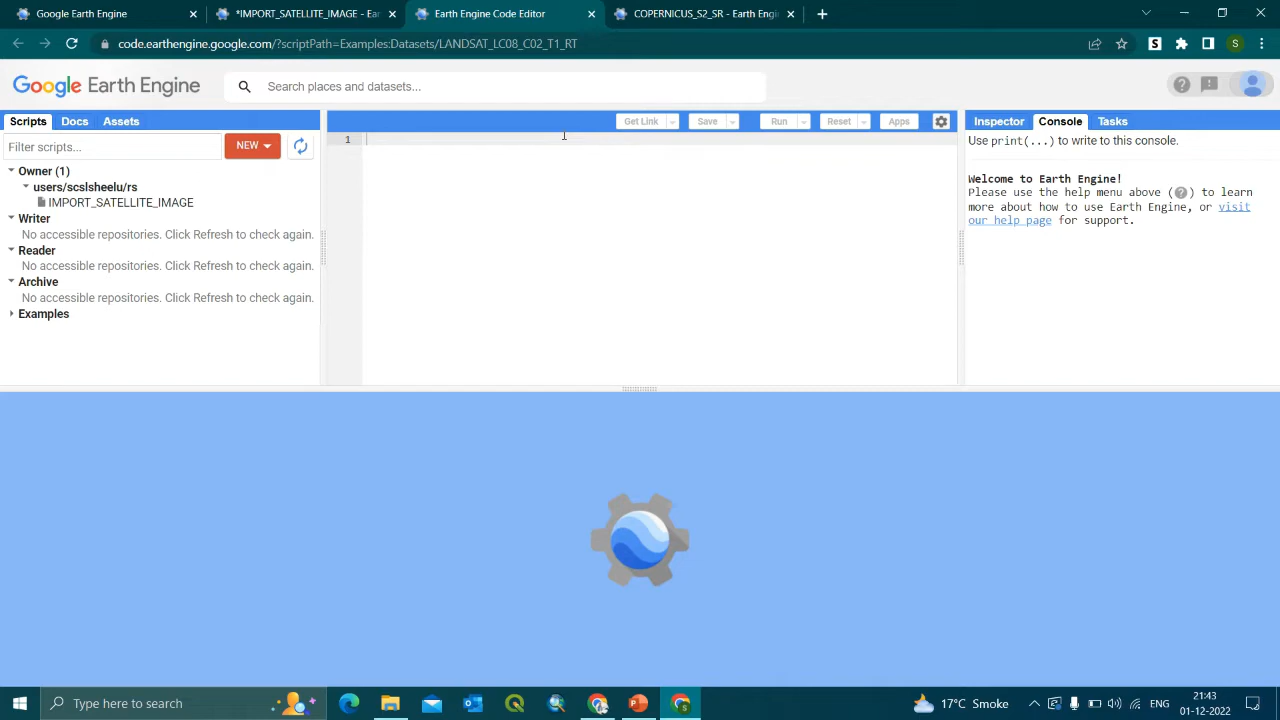 Google Earth Engine
*IMPORT_SATELLITE_IMAGE - Ear
Earth Engine Code Editor
COPERNICUS_S2_SR - Earth Engin
code.earthengine.google.com/?scriptPath=Examples:Datasets/LANDSAT_LC08_C02_T1_RT
S
S
Google Earth Engine
Search places and datasets...
Scripts
Docs
Assets
Get Link
Save
Run
Reset
Apps
Inspector
Console
Tasks
Filter scripts...
NEW
1
Use print(...) to write to this console.
Owner (1)
users/scslsheelu/rs
IMPORT_SATELLITE_IMAGE
Writer
No accessible repositories. Click Refresh to check again.
Reader
No accessible repositories. Click Refresh to check again.
Archive
No accessible repositories. Click Refresh to check again.
Examples
Welcome to Earth Engine!
Please use the help menu above (?) to learn
more about how to use Earth Engine, or visit
our help page for support.
Type here to search
17°C Smoke
ENG
21:43
01-12-2022